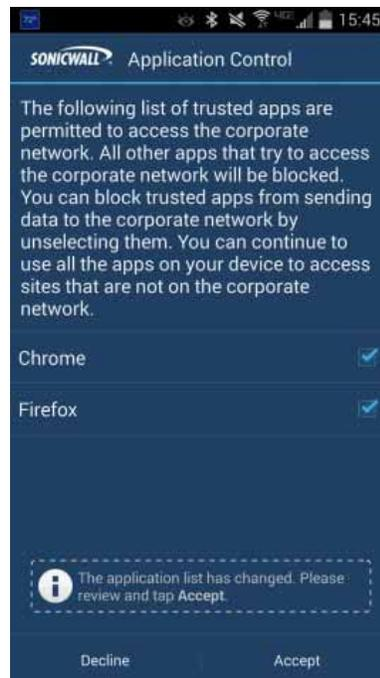 72°
4G LTE
15:45
SONICWALL
Application Control
The following list of trusted apps are
permitted to access the corporate
network. All other apps that try to access
the corporate network will be blocked.
You can block trusted apps from sending
data to the corporate network by
unselecting them. You can continue to
use all the apps on your device to access
sites that are not on the corporate
network.
Chrome
Firefox
The application list has changed. Please
review and tap Accept.
Decline
Accept